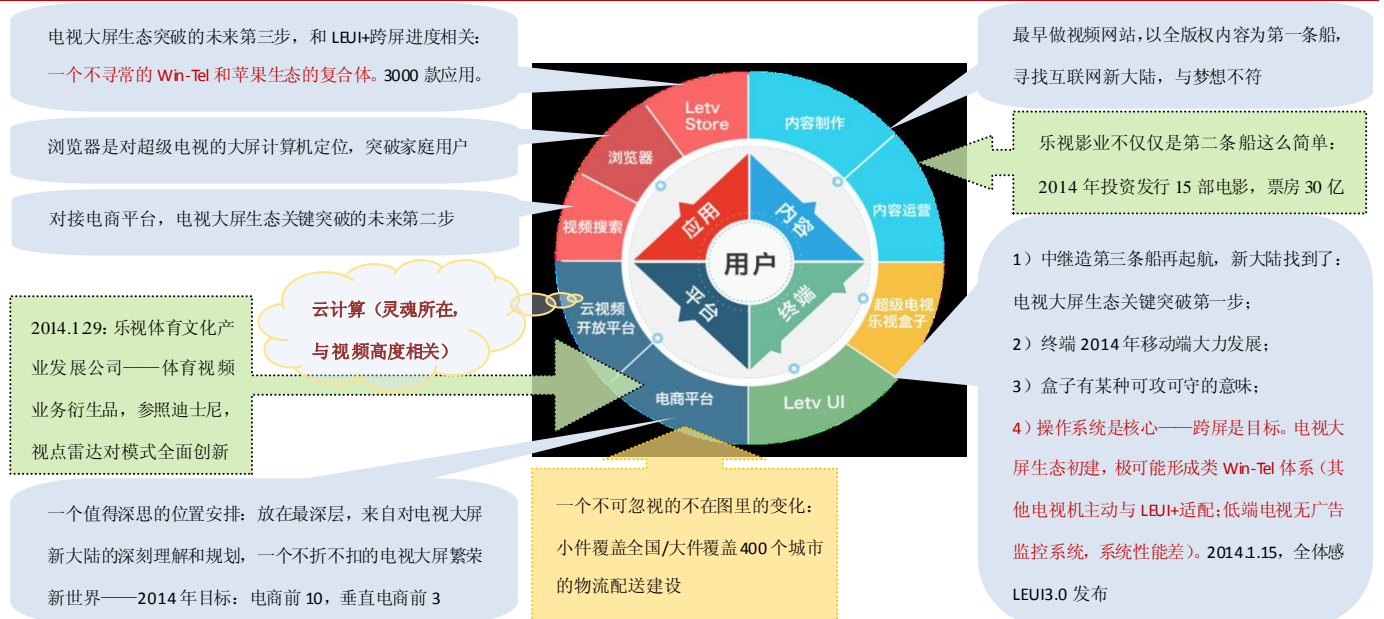 电视大屏生态突破的未来第三步，和 LEUI+跨屏进度相关：
一个不寻常的 Win-Tel 和苹果生态的复合体。3000 款应用。
浏览器是对超级电视的大屏计算机定位，突破家庭用户
对接电商平台，电视大屏生态关键突破的未来第二步
云计算（灵魂所在，
与视频高度相关）
2014.1.29：乐视体育文化产
业发展公司——体育视频
业务衍生品，参照迪士尼，
视点雷达对模式全面创新
一个值得深思的位置安排：放在最深层，来自对电视大屏
新大陆的深刻理解和规划，一个不折不扣的电视大屏繁荣
新世界——2014 年目标：电商前 10，垂直电商前 3
Letv
Store
内容制作
浏览器
内容运营
视频搜索
应用
内容
用户
平台
终端
云视频
开放平台
超级电视
乐视盒子
电商平台
Letv UI
一个不可忽视的不在图里的变化：
小件覆盖全国/大件覆盖 400 个城市
的物流配送建设
最早做视频网站，以全版权内容为第一条船，
寻找互联网新大陆，与梦想不符
乐视影业不仅仅是第二条船这么简单：
2014 年投资发行 15 部电影，票房 30 亿
1）中继造第三条船再起航，新大陆找到了：
电视大屏生态关键突破第一步；
2）终端 2014 年移动端大力发展；
3）盒子有某种可攻可守的意味；
4）操作系统是核心——跨屏是目标。电视大
屏生态初建，极可能形成类 Win-Tel 体系（其
他电视机主动与 LEUI+适配；低端电视无广告
监控系统，系统性能差）。2014.1.15，全体感
LEUI3.0 发布